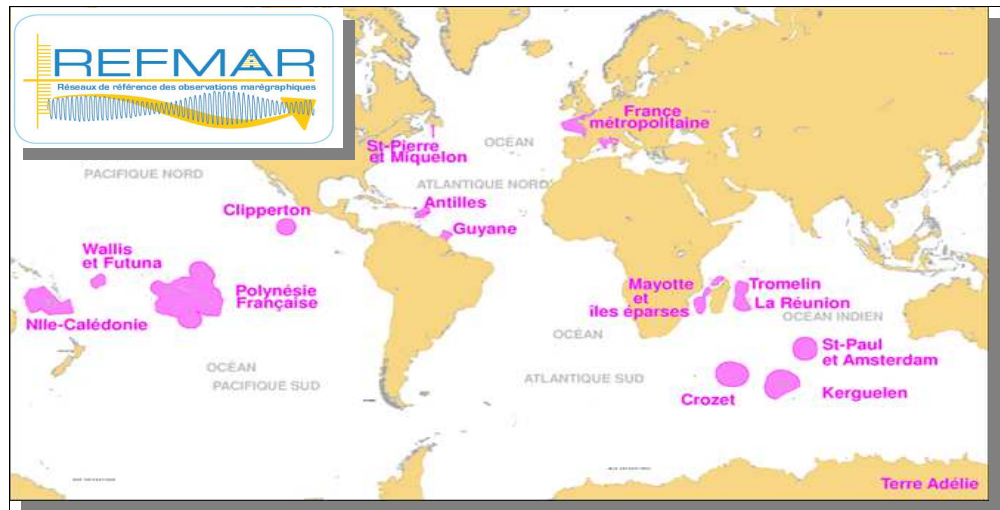 REFMAR
Réseaux de référence des observations marégraphiques
France
métropolitaine
St-Pierre
et Miquelon
OCÉAN
PACIFIQUE NORD
ATLANTIQUE NORD
Antilles
Clipperton
Guyane
Wallis
et Futuna
Polynésie
Française
Nlle-Calédonie
Mayotte
et
îles éparses
Tromelin
La Réunion
OCÉAN INDIEN
OCÉAN
St-Paul
et Amsterdam
OCÉAN
PACIFIQUE SUD
ATLANTIQUE SUD
Crozet
Kerguelen
Terre Adélie